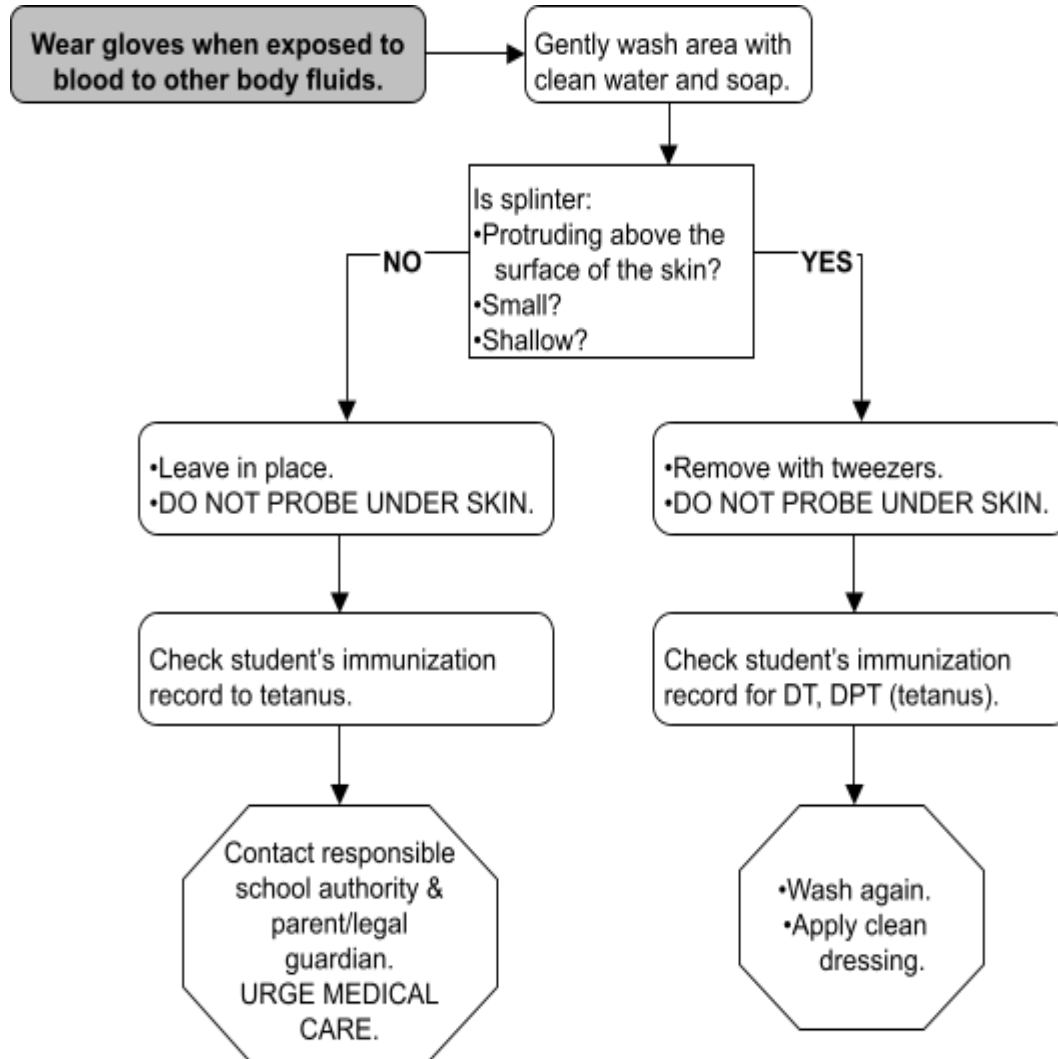 Wear gloves when exposed to
blood to other body fluids.
Gently wash area with
clean water and soap.
Is splinter:
•Protruding above the
surface of the skin?
•Small?
•Shallow?
NO
YES
•Leave in place.
•DO NOT PROBE UNDER SKIN.
•Remove with tweezers.
•DO NOT PROBE UNDER SKIN.
Check student's immunization
record to tetanus.
Check student's immunization
record for DT, DPT (tetanus).
Contact responsible
school authority &
parent/legal
guardian.
URGE MEDICAL
CARE.
•Wash again.
•Apply clean
dressing.